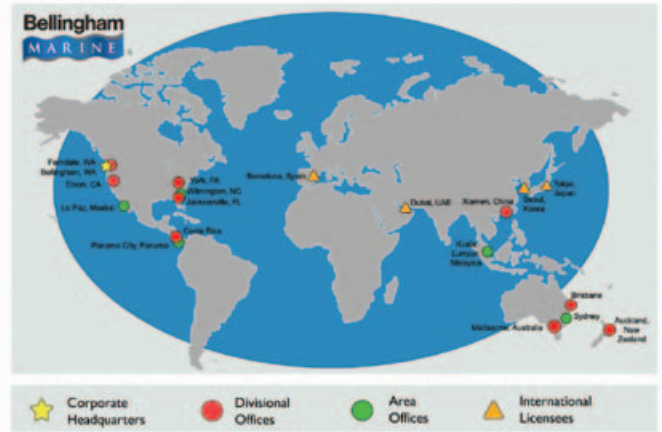 Bellingham
MARINE
Ferndale, WA
Bellingham, WA
Dixon, CA
La Paz, Mexico
York, PA
Wilmington, NC
Jacksonville, FL
Costa Rica
Panama City, Panama
Barcelona, Spain
Dubai, UAE
Xiamen, China
Seoul,
Korea
Tokyo,
Japan
Kuala
Lumpur
Malaysia
Brisbane
Sydney
Melbourne, Australia
Auckland,
New
Zealand
Corporate
Headquarters
Divisional
Offices
Area
Offices
International
Licensees